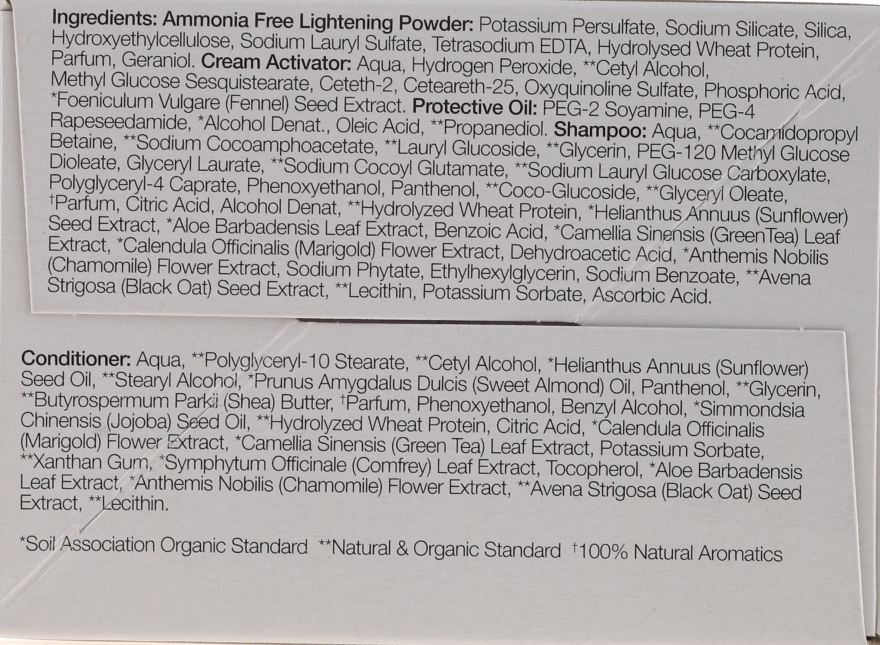 Ingredients: Ammonia Free Lightening Powder: Potassium Persulfate, Sodium Silicate, Silica,
Hydroxyethylcellulose, Sodium Lauryl Sulfate, Tetrasodium EDTA, Hydrolysed Wheat Protein,
Parfum, Geraniol. Cream Activator: Aqua, Hydrogen Peroxide, **Cetyl Alcohol,
Methyl Glucose Sesquistearate, Ceteth-2, Ceteareth-25, Oxyquinoline Sulfate, Phosphoric Acid,
*Foeniculum Vulgare (Fennel) Seed Extract. Protective Oil: PEG-2 Soyamine, PEG-4
Rapeseedamide, *Alcohol Denat., Oleic Acid, **Propanediol. Shampoo: Aqua, **Cocamidopropyl
Betaine, **Sodium Cocoamphoacetate, **Lauryl Glucoside, **Glycerin, PEG-120 Methyl Glucose
Dioleate, Glyceryl Laurate, **Sodium Cocoyl Glutamate, **Sodium Lauryl Glucose Carboxylate,
Polyglyceryl-4 Caprate, Phenoxyethanol, Panthenol, **Coco-Glucoside, **Glyceryl Oleate,
†Parfum, Citric Acid, Alcohol Denat, **Hydrolyzed Wheat Protein, *Helianthus Annuus (Sunflower)
Seed Extract, *Aloe Barbadensis Leaf Extract, Benzoic Acid, *Camellia Sinensis (GreenTea) Leaf
Extract, *Calendula Officinalis (Marigold) Flower Extract, Dehydroacetic Acid, *Anthemis Nobilis
(Chamomile) Flower Extract, Sodium Phytate, Ethylhexylglycerin, Sodium Benzoate, **Avena
Strigosa (Black Oat) Seed Extract, **Lecithin, Potassium Sorbate, Ascorbic Acid.
Conditioner: Aqua, **Polyglyceryl-10 Stearate, **Cetyl Alcohol, *Helianthus Annuus (Sunflower)
Seed Oil, **Stearyl Alcohol, *Prunus Amygdalus Dulcis (Sweet Almond) Oil, Panthenol, **Glycerin,
**Butyrospermum Parkii (Shea) Butter, †Parfum, Phenoxyethanol, Benzyl Alcohol, *Simmondsia
Chinensis (Jojoba) Seed Oil, **Hydrolyzed Wheat Protein, Citric Acid, *Calendula Officinalis
(Marigold) Flower Extract, *Camellia Sinensis (Green Tea) Leaf Extract, Potassium Sorbate,
**Xanthan Gum, *Symphytum Officinale (Comfrey) Leaf Extract, Tocopherol, *Aloe Barbadensis
Leaf Extract, *Anthemis Nobilis (Chamomile) Flower Extract, **Avena Strigosa (Black Oat) Seed
Extract, **Lecithin.
*Soil Association Organic Standard **Natural & Organic Standard †100% Natural Aromatics